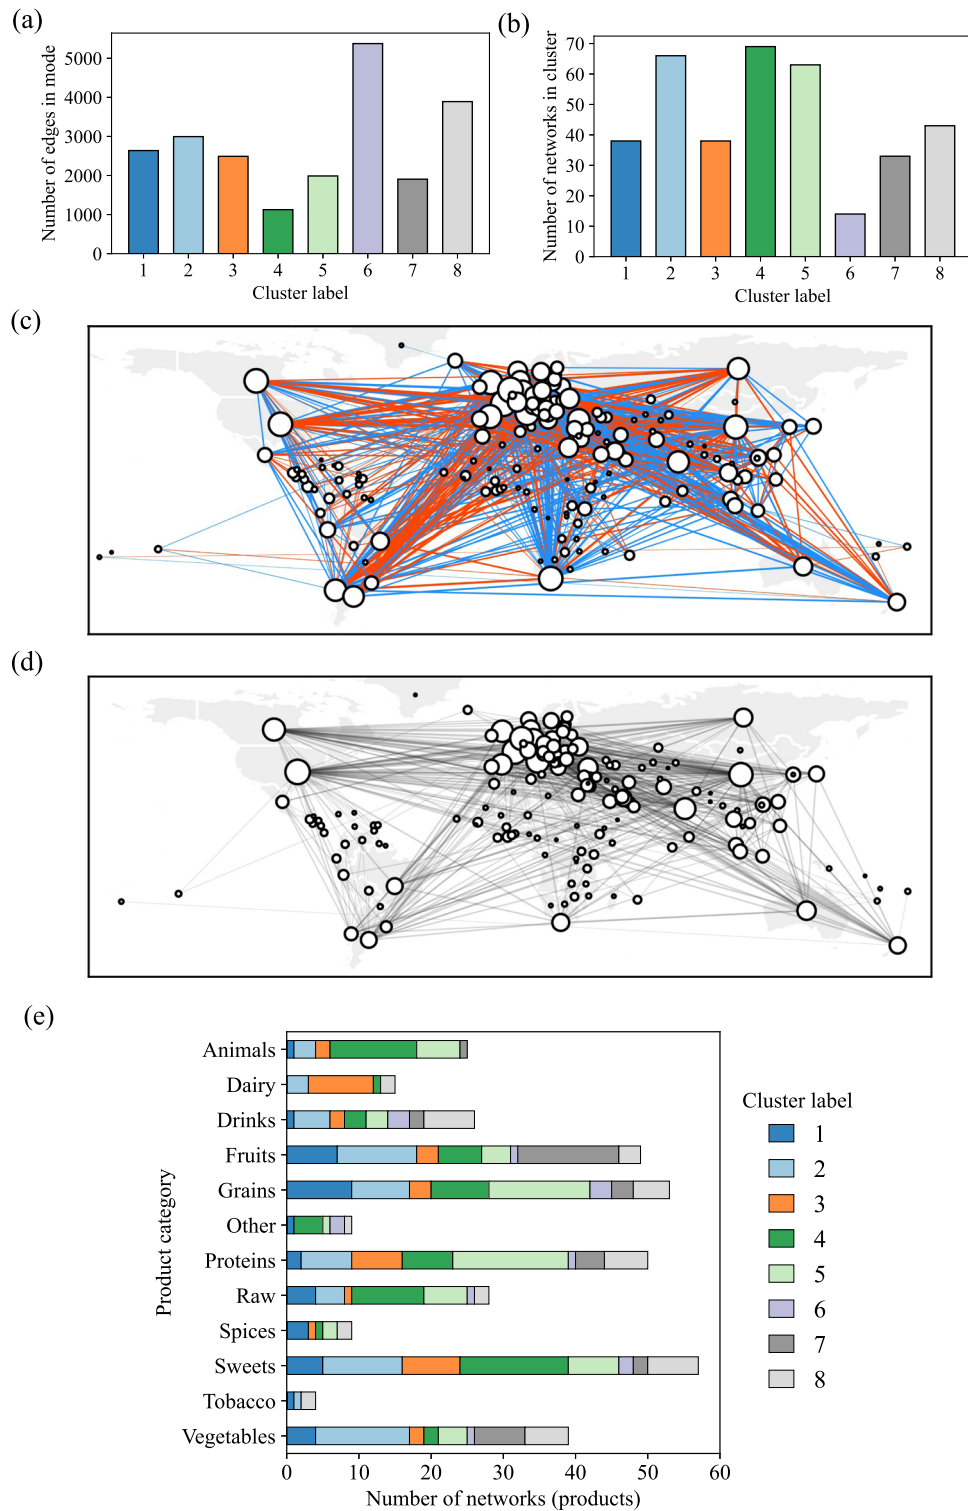 (a)
Number of edges in mode
5000
4000
3000
2000
1000
0
1 2 3 4 5 6 7 8
Cluster label
(b)
Number of networks in cluster
70
60
50
40
30
20
10
0
1 2 3 4 5 6 7 8
Cluster label
(c)
(d)
(e)
Product category
Animals
Dairy
Drinks
Fruits
Grains
Other
Proteins
Raw
Spices
Sweets
Tobacco
Vegetables
0 10 20 30 40 50 60
Number of networks (products)
Cluster label
1
2
3
4
5
6
7
8